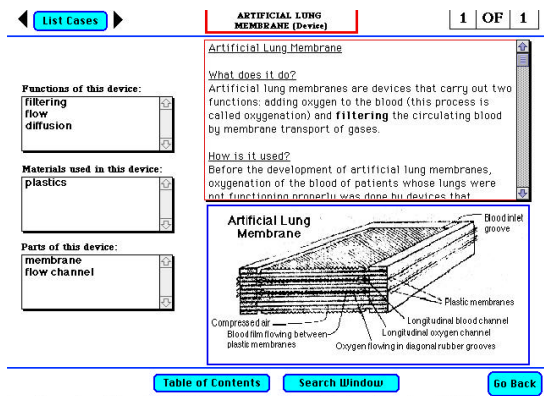 List Cases
ARTIFICIAL LUNG
MEMBRANE (Device)
1 OF 1
Functions of this device:
filtering
flow
diffusion
Materials used in this device:
plastics
Parts of this device:
membrane
flow channel
Artificial Lung Membrane
What does it do?
Artificial lung membranes are devices that carry out two
functions: adding oxygen to the blood (this process is
called oxygenation) and filtering the circulating blood
by membrane transport of gases.
How is it used?
Before the development of artificial lung membranes,
oxygenation of the blood of patients whose lungs were
not functioning properly was done by devices that
Artificial Lung
Membrane
Blood inlet
groove
Plastic membranes
Longitudinal blood channel
Longitudinal oxygen channel
Compressed air
Blood film flowing between
plastic membranes
Oxygen flowing in diagonal rubber grooves
Table of Contents
Search Window
Go Back